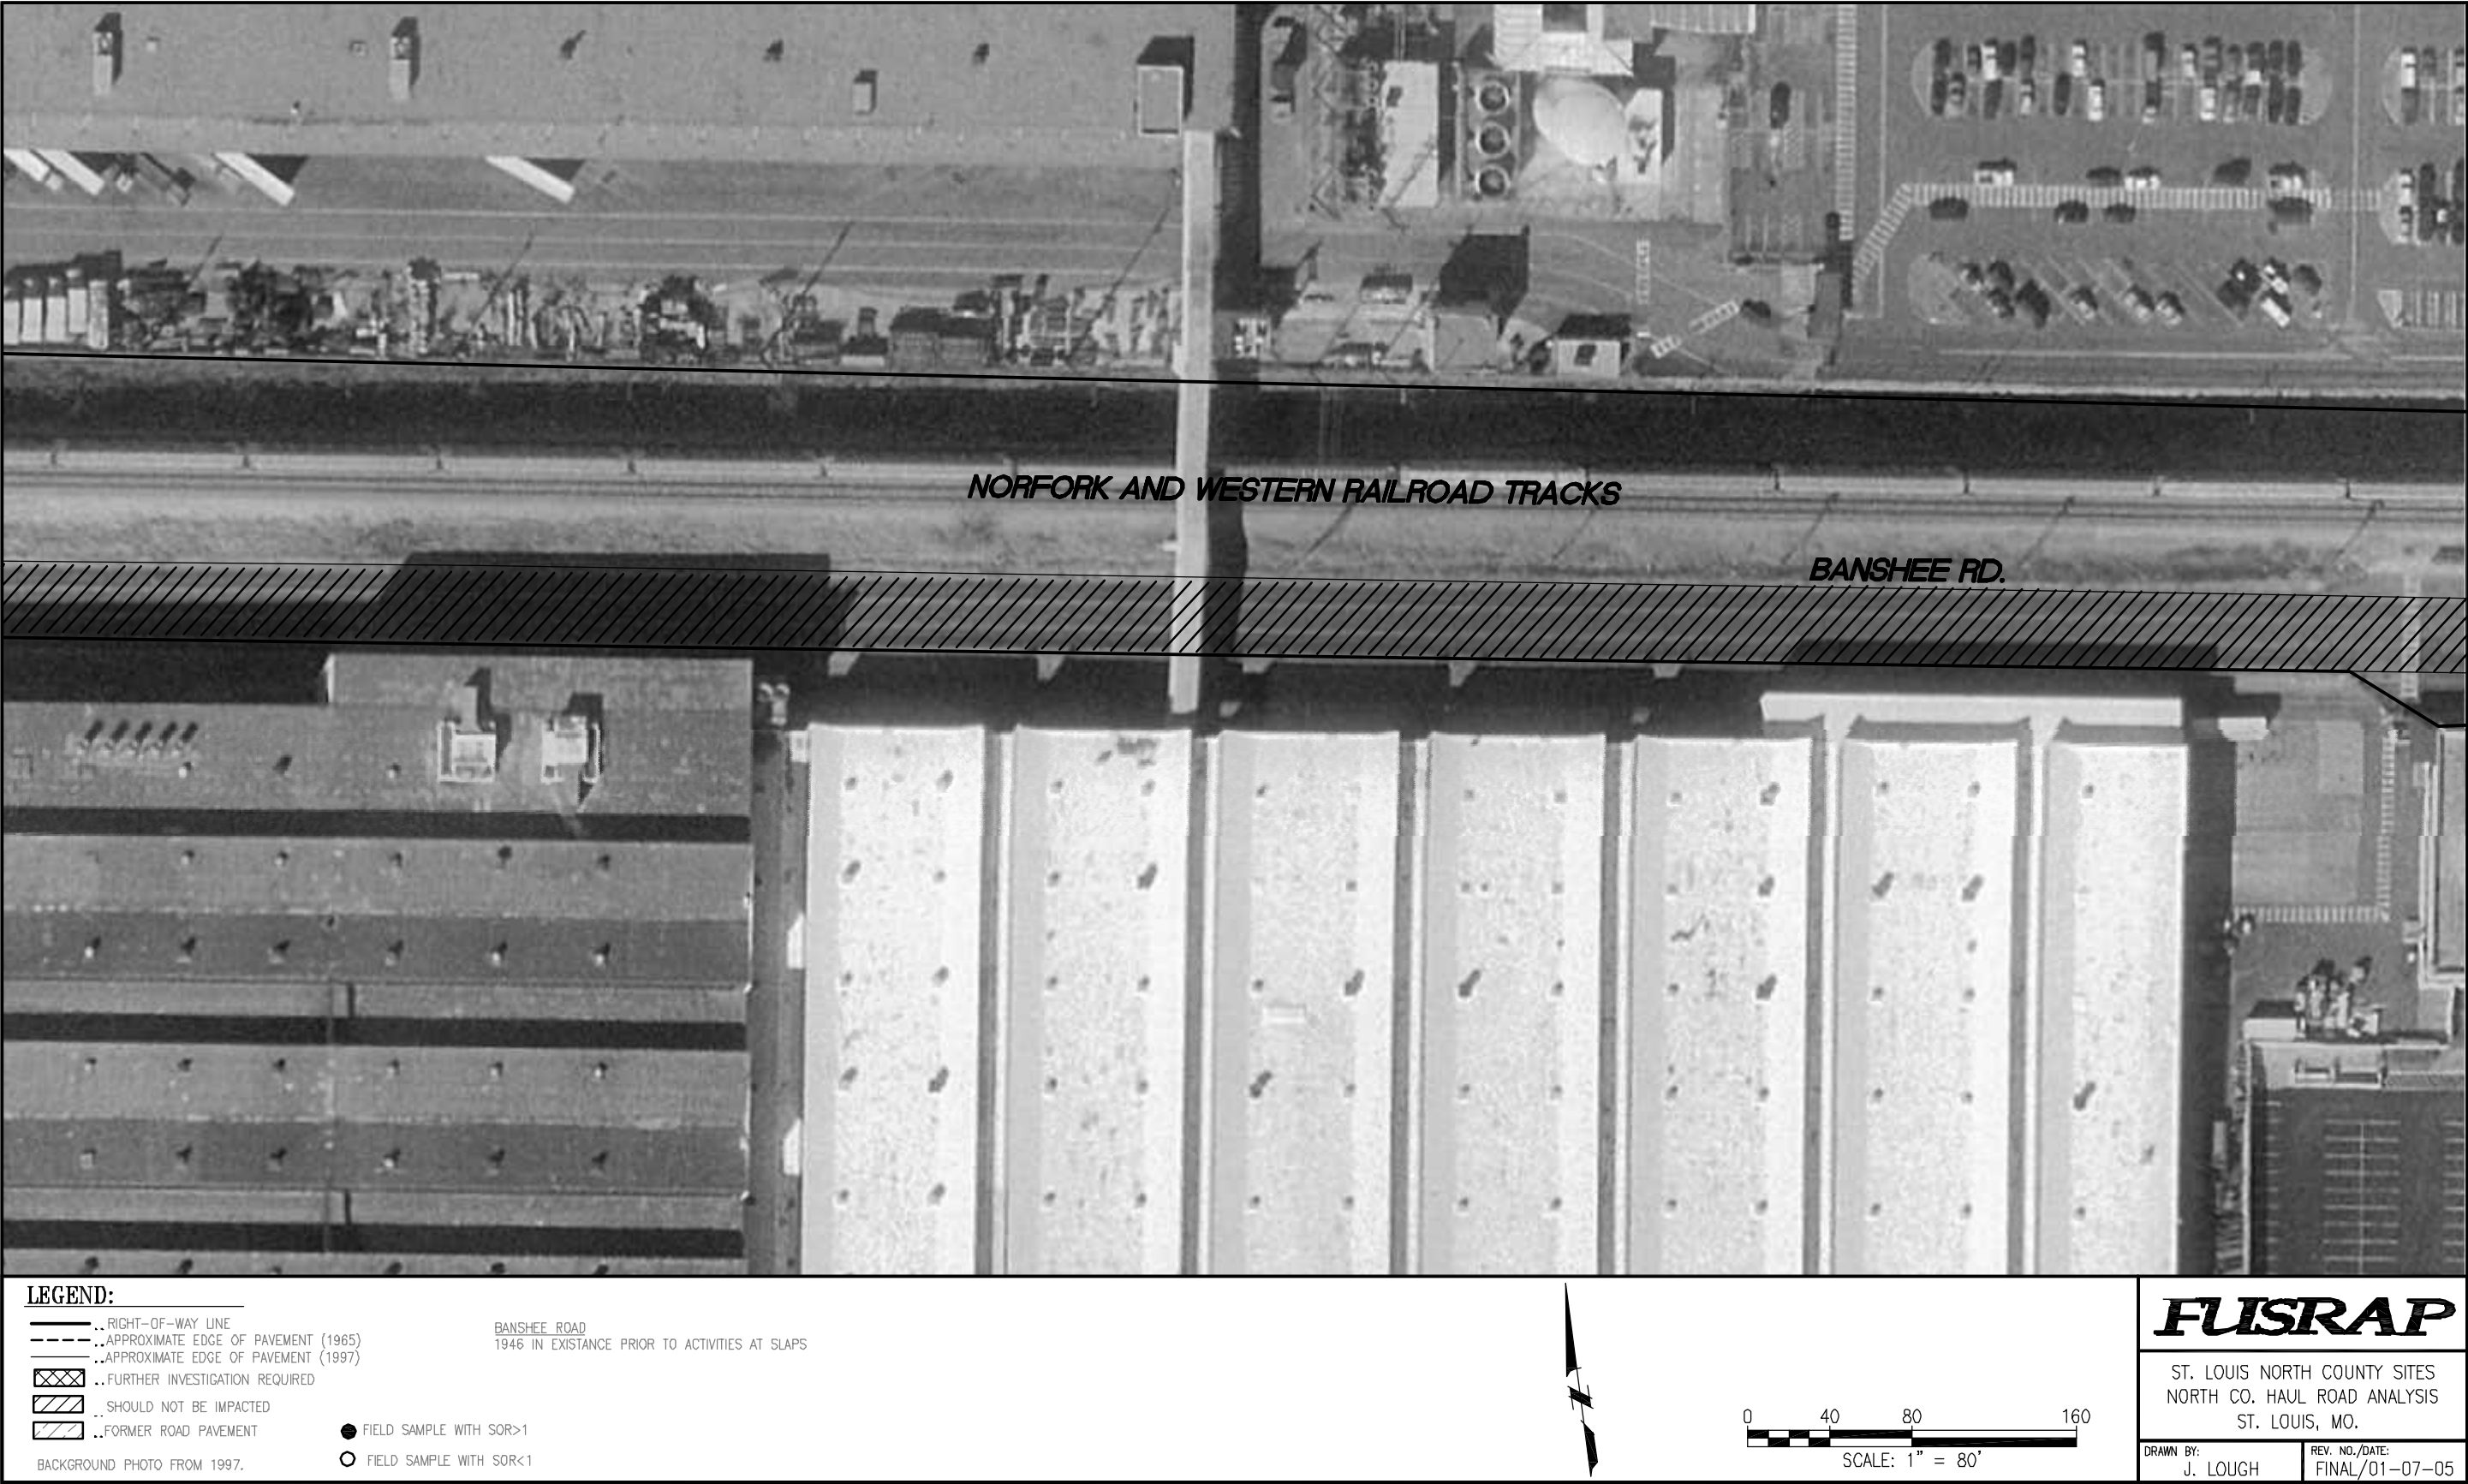 NORFORK AND WESTERN RAILROAD TRACKS
BANSHEE RD.
LEGEND:
.. RIGHT-OF-WAY LINE
.. APPROXIMATE EDGE OF PAVEMENT (1965)
.. APPROXIMATE EDGE OF PAVEMENT (1997)
.. FURTHER INVESTIGATION REQUIRED
.. SHOULD NOT BE IMPACTED
.. FORMER ROAD PAVEMENT
BACKGROUND PHOTO FROM 1997.
FIELD SAMPLE WITH SOR>1
FIELD SAMPLE WITH SOR<1
BANSHEE ROAD
1946 IN EXISTANCE PRIOR TO ACTIVITIES AT SLAPS
N
0 40 80 160
SCALE: 1" = 80'
FUSRAP
ST. LOUIS NORTH COUNTY SITES
NORTH CO. HAUL ROAD ANALYSIS
ST. LOUIS, MO.
DRAWN BY:
J. LOUGH
REV. NO./DATE:
FINAL/01-07-05